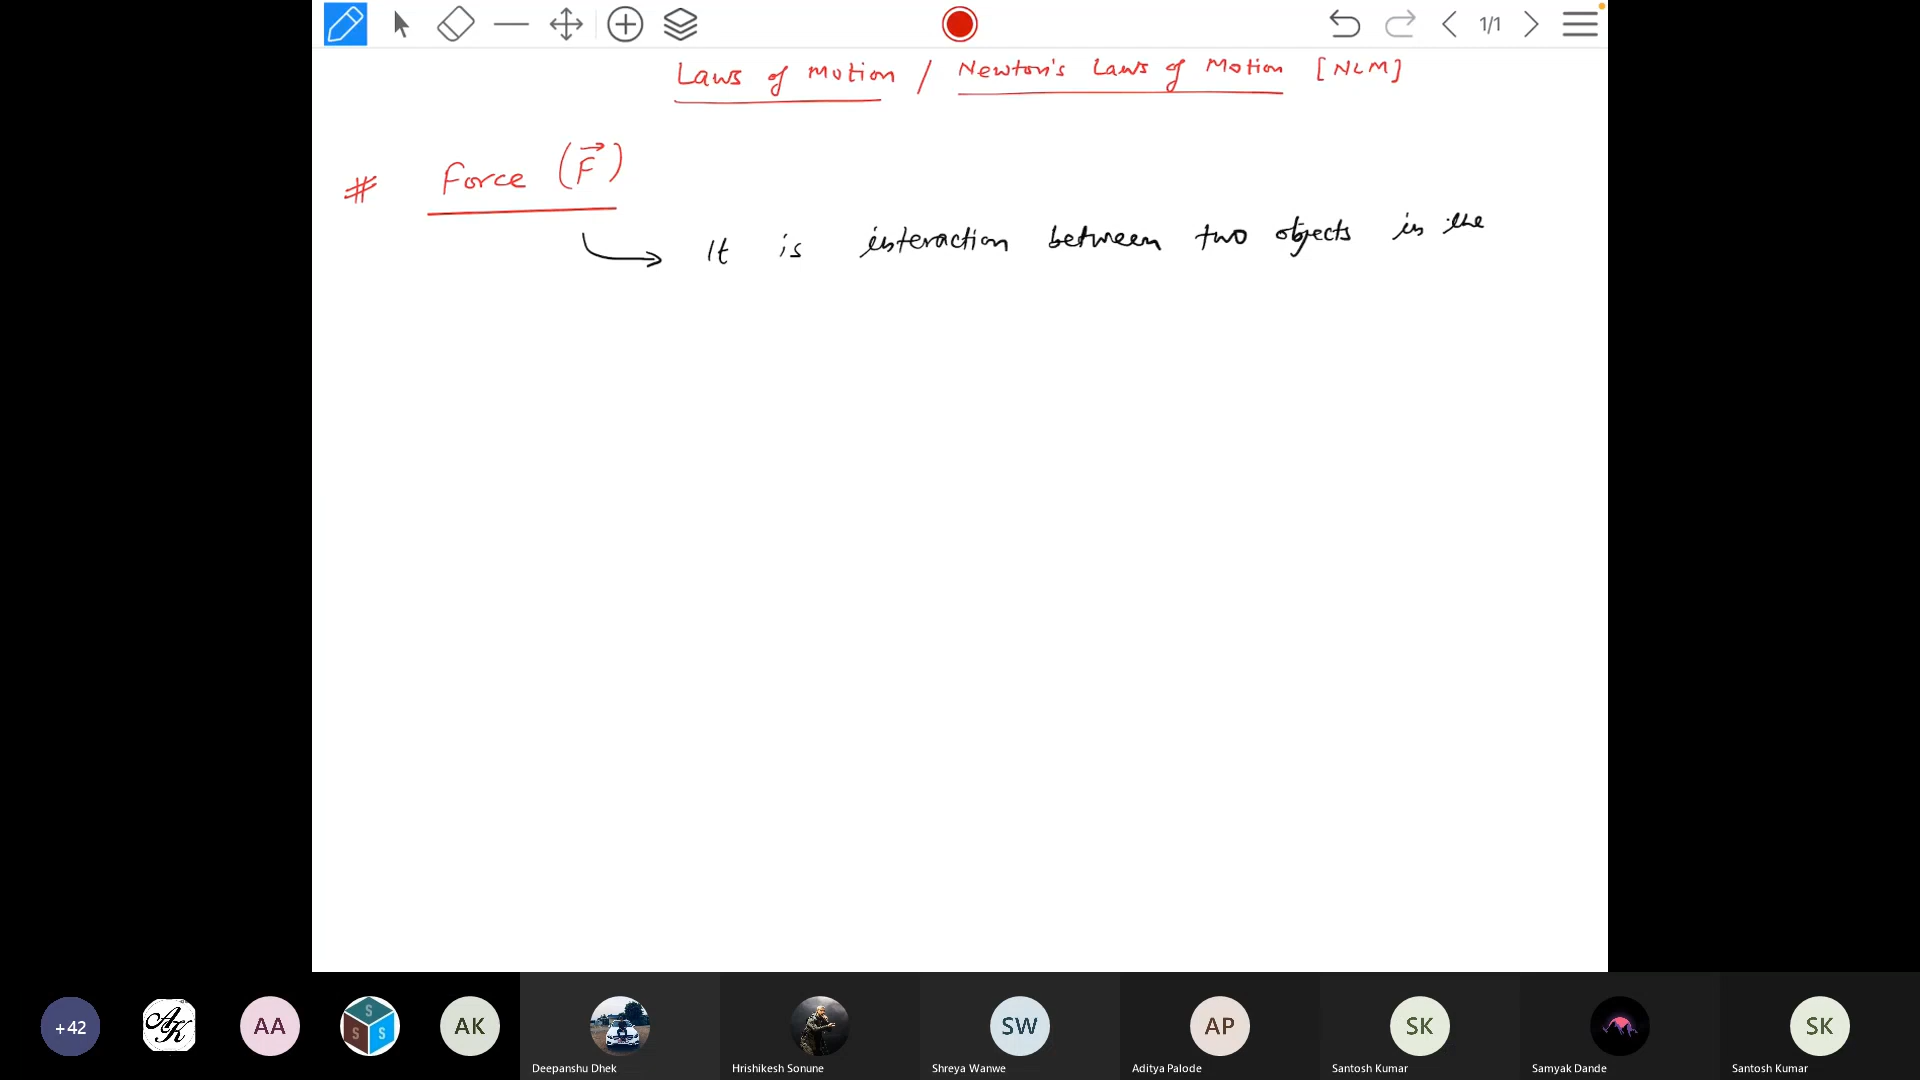 1/1
Laws of Motion / Newton's Laws of Motion [NLM]
# Force (F⃗)
It is interaction between two objects in the
+42
AK
AA
S
S S
AK
SW
AP
SK
SK
Deepanshu Dhek
Hrishikesh Sonune
Shreya Wanwe
Aditya Palode
Santosh Kumar
Samyak Dande
Santosh Kumar